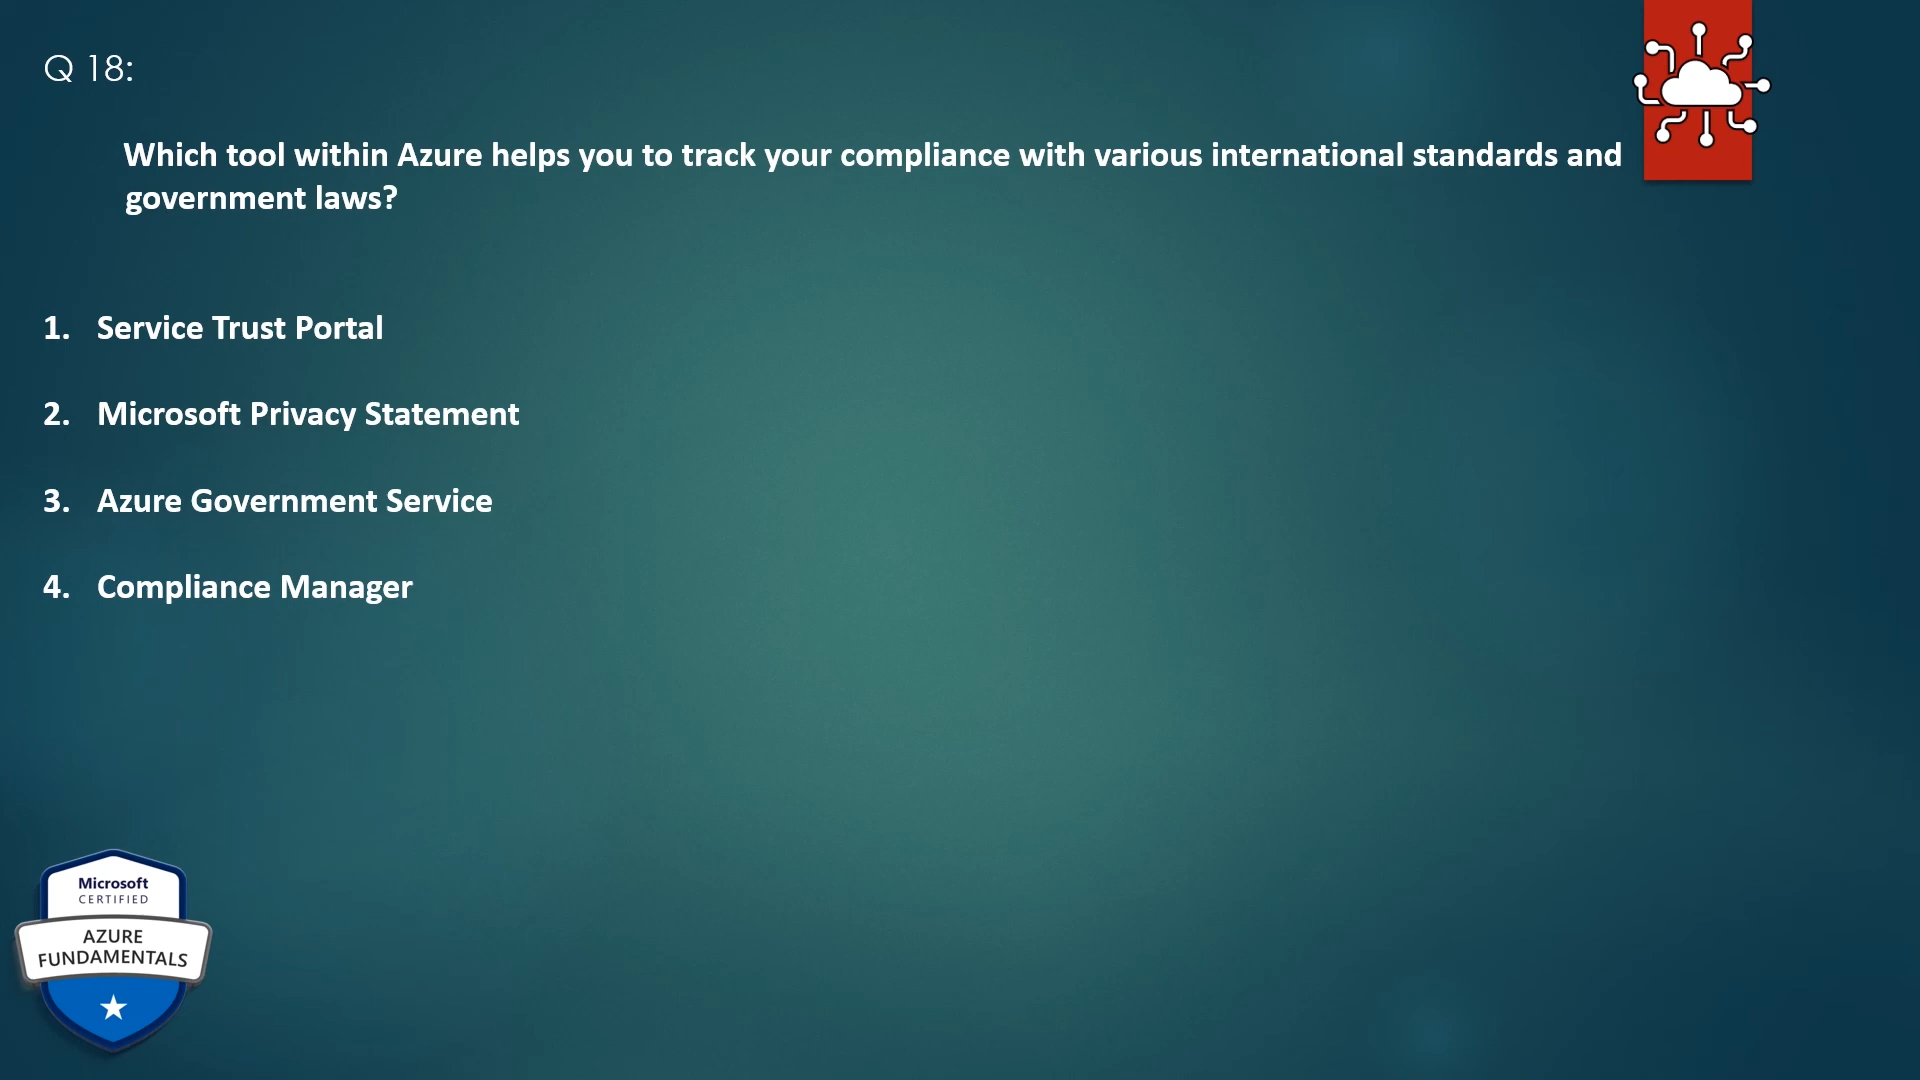 Q 18:
Which tool within Azure helps you to track your compliance with various international standards and
government laws?
1. Service Trust Portal
2. Microsoft Privacy Statement
3. Azure Government Service
4. Compliance Manager
Microsoft
CERTIFIED
AZURE
FUNDAMENTALS